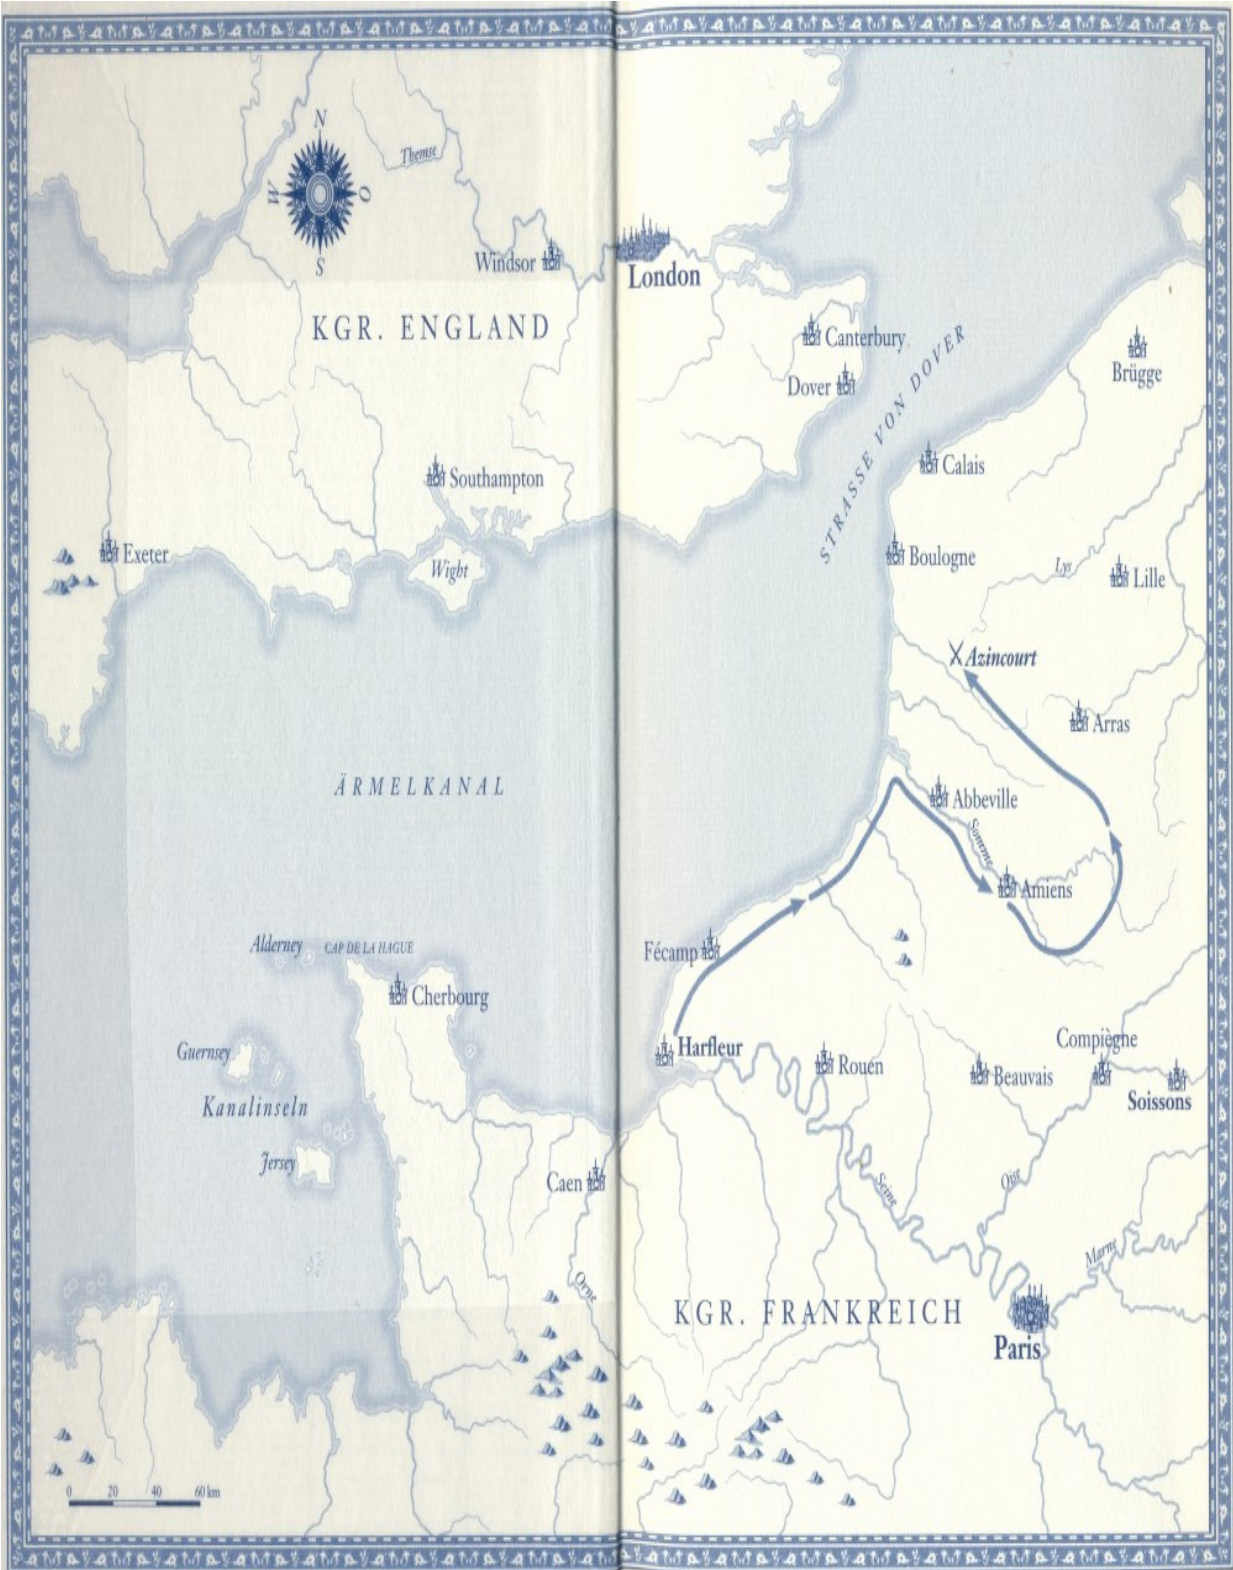 N
W
O
S
Themse
Windsor
London
KGR. ENGLAND
Canterbury
Dover
STRASSE VON DOVER
Brügge
Calais
Southampton
Exeter
Wight
Boulogne
Lys
Lille
Azincourt
Arras
ÄRMELKANAL
Abbeville
Somme
Amiens
Alderney
CAP DE LA HAGUE
Fécamp
Cherbourg
Harfleur
Rouen
Beauvais
Compiègne
Soissons
Guernsey
Kanalinseln
Jersey
Caen
Seine
Oise
Marne
Orne
KGR. FRANKREICH
Paris
0 20 40 60 km